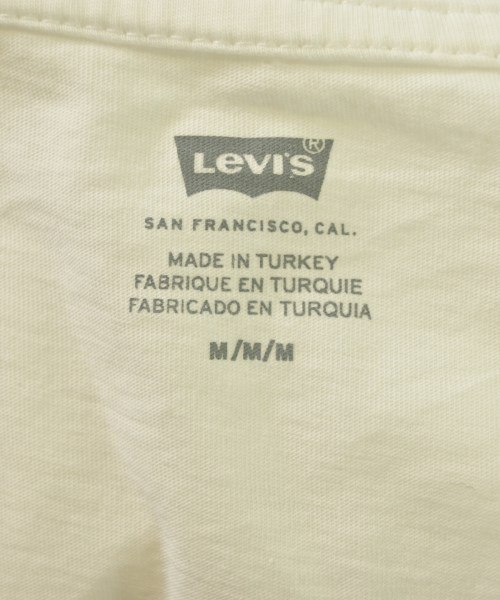 Levi's®
SAN FRANCISCO, CAL.
MADE IN TURKEY
FABRIQUE EN TURQUIE
FABRICADO EN TURQUIA
M/M/M